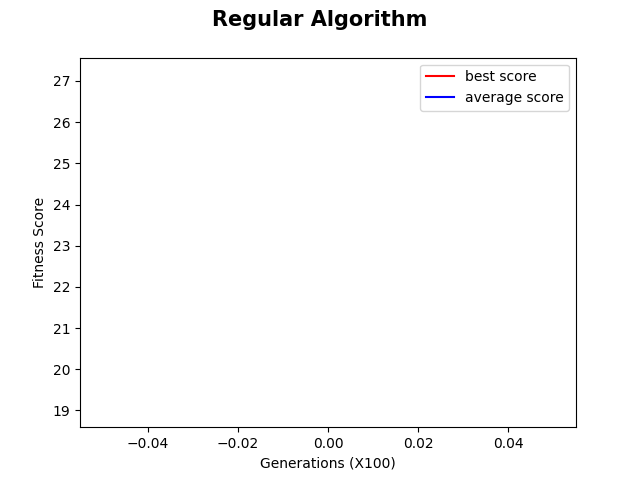 Regular Algorithm
best score
average score
27
26
25
24
23
22
21
20
19
Fitness Score
−0.04 −0.02 0.00 0.02 0.04
Generations (X100)